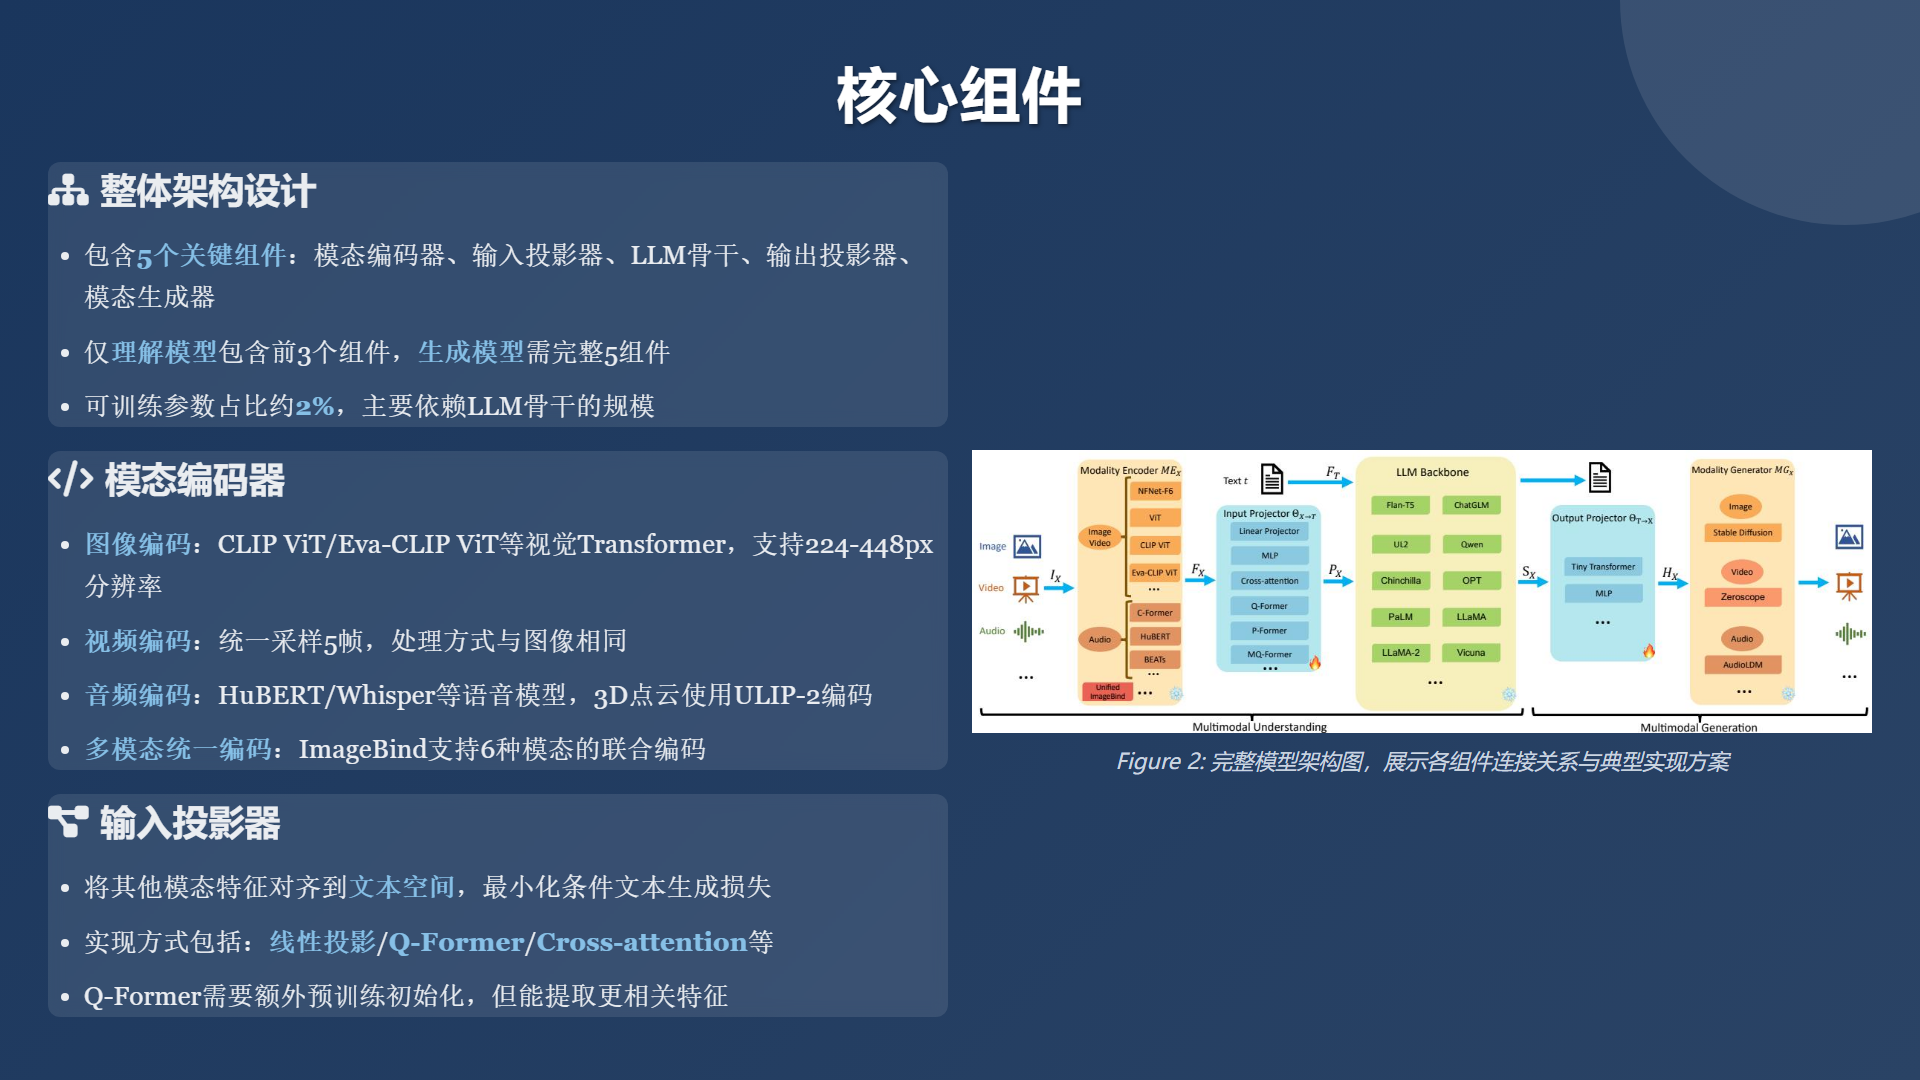 核心组件
整体架构设计
包含5个关键组件：模态编码器、输入投影器、LLM骨干、输出投影器、
模态生成器
仅理解模型包含前3个组件，生成模型需完整5组件
可训练参数占比约2%，主要依赖LLM骨干的规模
模态编码器
图像编码：CLIP ViT/Eva-CLIP ViT等视觉Transformer，支持224-448px
分辨率
视频编码：统一采样5帧，处理方式与图像相同
音频编码：HuBERT/Whisper等语音模型，3D点云使用ULIP-2编码
多模态统一编码：ImageBind支持6种模态的联合编码
输入投影器
将其他模态特征对齐到文本空间，最小化条件文本生成损失
实现方式包括：线性投影/Q-Former/Cross-attention等
Q-Former需要额外预训练初始化，但能提取更相关特征
Image
Video
Audio
...
I_X
Modality Encoder ME_X
Image
Video
NFNet-F6
ViT
CLIP ViT
Eva-CLIP ViT
...
Audio
C-Former
HuBERT
BEATs
...
Unified
ImageBind
...
F_X
Text t
F_T
Input Projector Θ_X→T
Linear Projector
MLP
Cross-attention
Q-Former
P-Former
MQ-Former
...
P_X
LLM Backbone
Flan-T5
ChatGLM
UL2
Qwen
Chinchilla
OPT
PaLM
LLaMA
LLaMA-2
Vicuna
...
S_X
Output Projector Θ_T→X
Tiny Transformer
MLP
...
H_X
Modality Generator MG_X
Image
Stable Diffusion
Video
Zeroscope
Audio
AudioLDM
...
...
Multimodal Understanding
Multimodal Generation
Figure 2: 完整模型架构图，展示各组件连接关系与典型实现方案